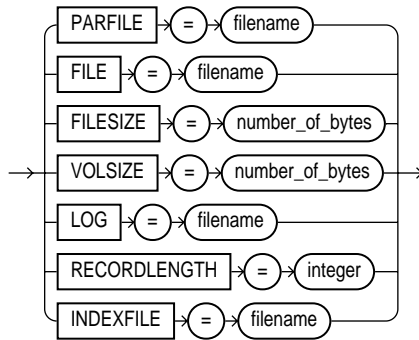 PARFILE = filename
FILE = filename
FILESIZE = number_of_bytes
VOLSIZE = number_of_bytes
LOG = filename
RECORDLENGTH = integer
INDEXFILE = filename